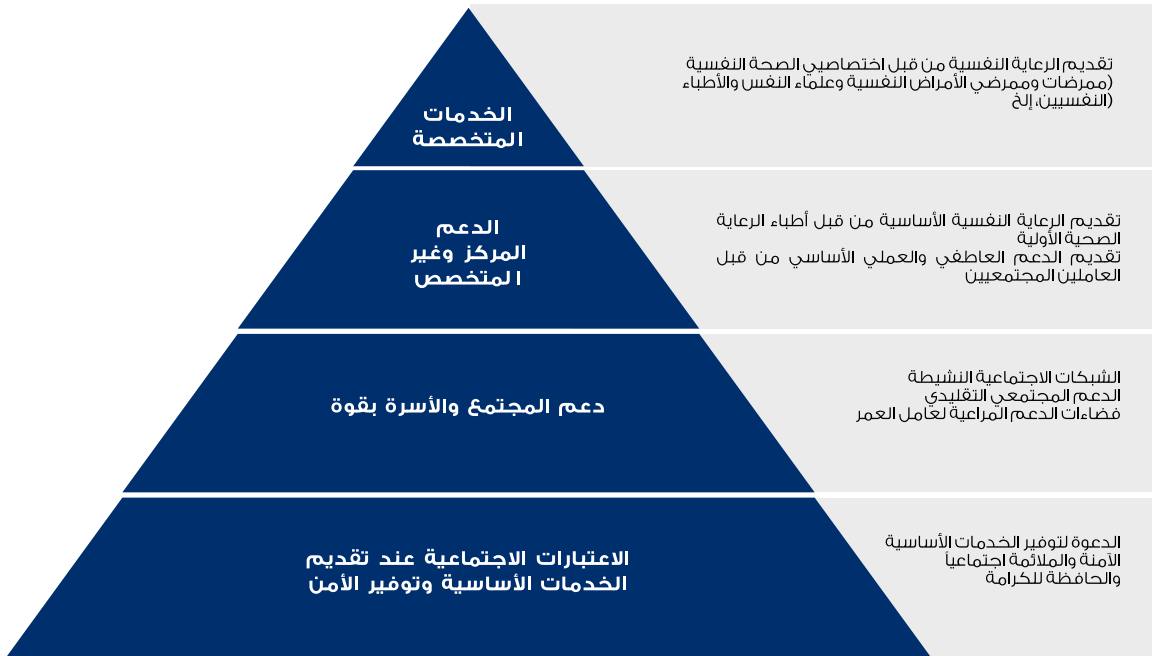 الخدمات
المتخصصة
تقديم الرعاية النفسية من قبل اختصاصيي الصحة النفسية
(ممرضات وممرضي الأمراض النفسية وعلماء النفس والأطباء
النفسيين، إلخ)
الدعم
المركز وغير
المتخصص
تقديم الرعاية النفسية الأساسية من قبل أطباء الرعاية
الصحية الأولية
تقديم الدعم العاطفي والعملي الأساسي من قبل
العاملين المجتمعيين
دعم المجتمع والأسرة بقوة
الشبكات الاجتماعية النشيطة
الدعم المجتمعي التقليدي
فضاءات الدعم المراعية لعامل العمر
الاعتبارات الاجتماعية عند تقديم
الخدمات الأساسية وتوفير الأمن
الدعوة لتوفير الخدمات الأساسية
الآمنة والملائمة اجتماعياً
والحافظة للكرامة